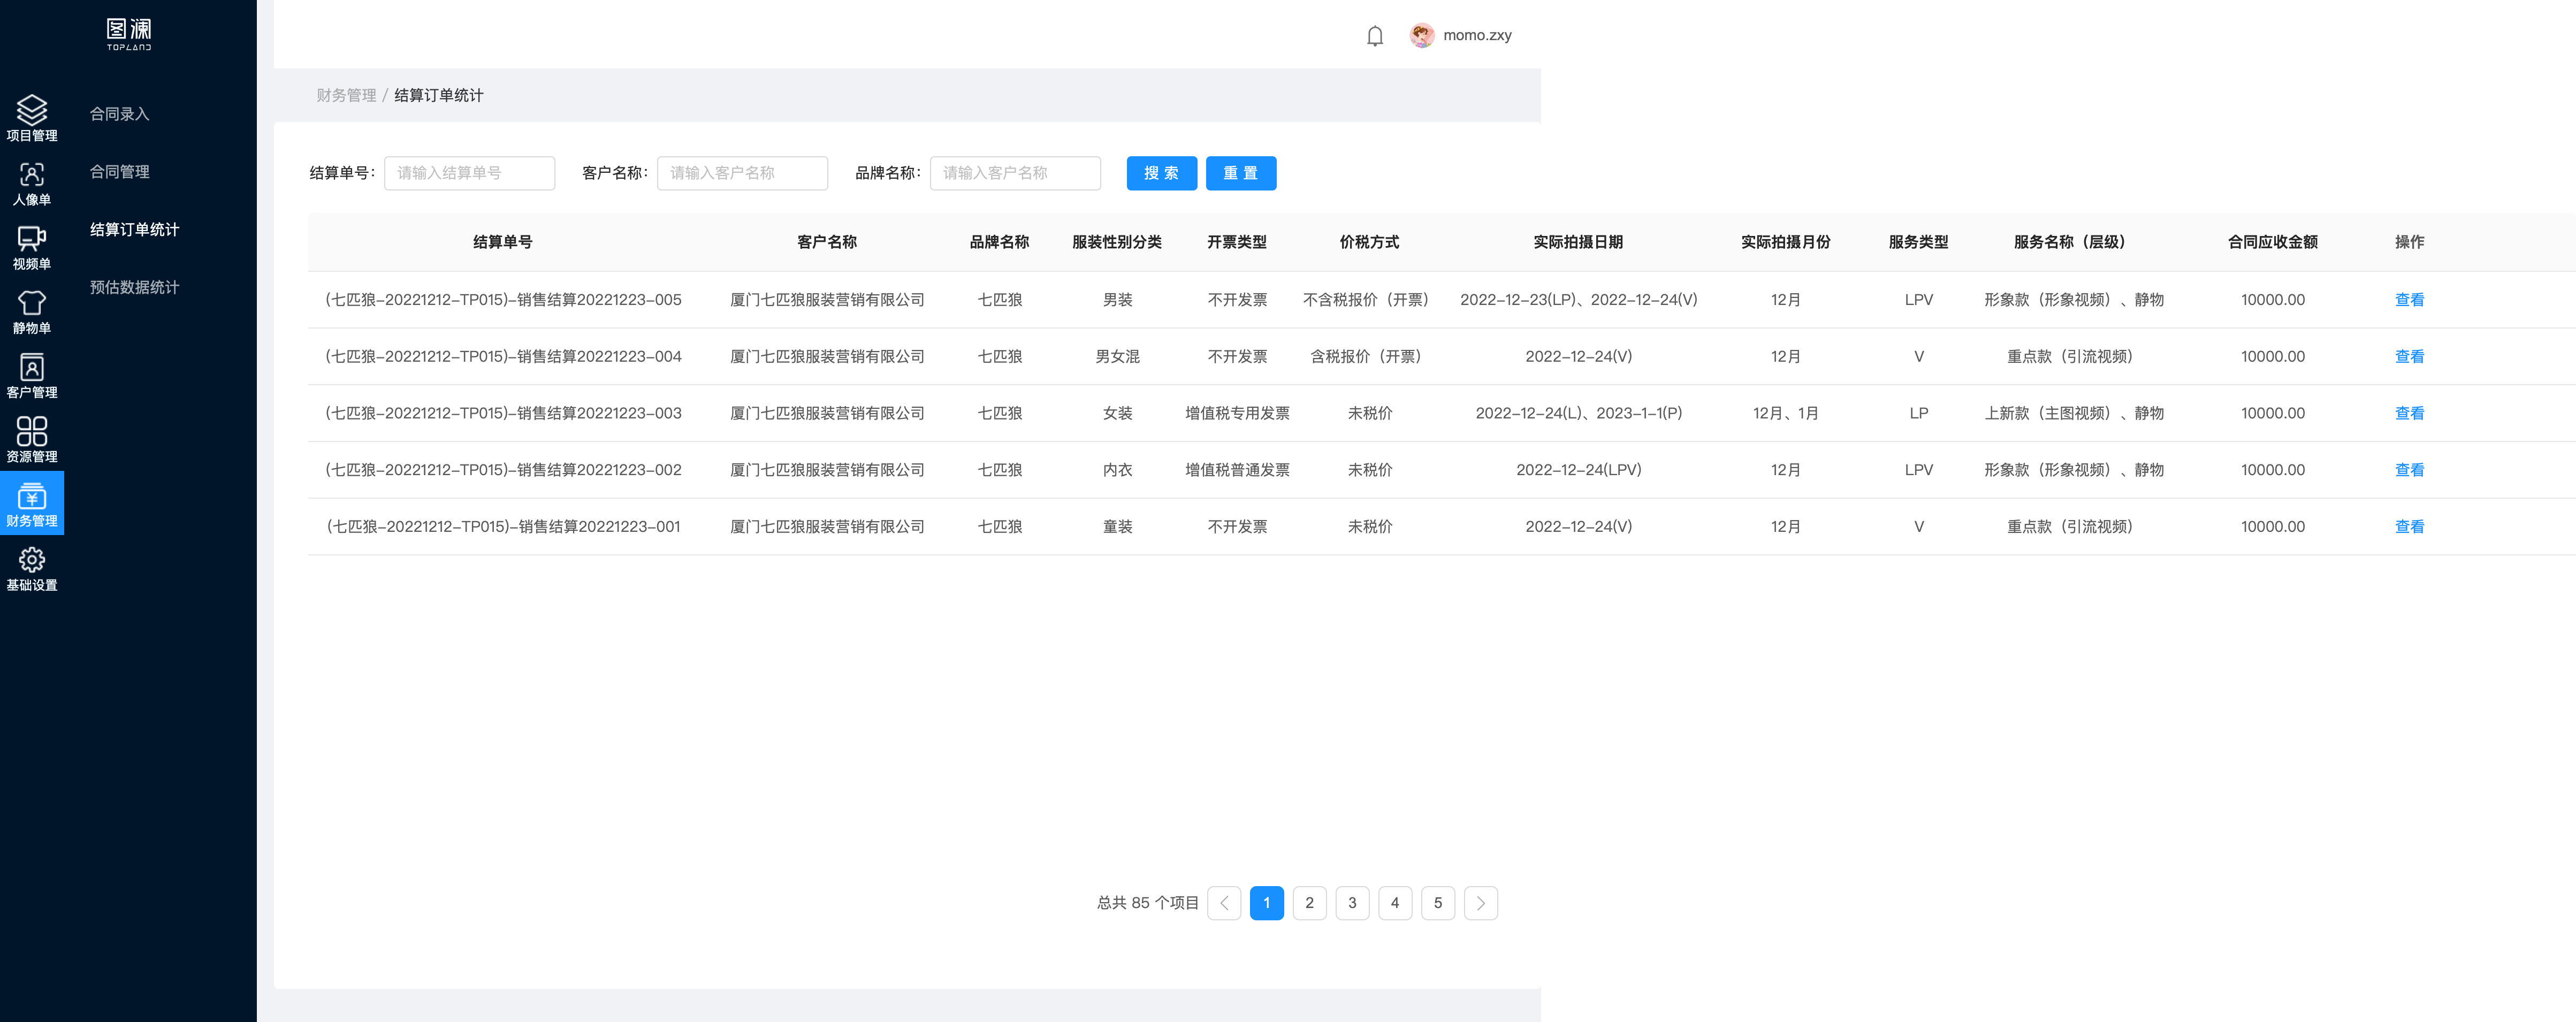 图澜
TOPLAND
momo.zxy
项目管理
人像单
视频单
静物单
客户管理
资源管理
财务管理
基础设置
合同录入
合同管理
结算订单统计
预估数据统计
财务管理 / 结算订单统计
结算单号： 请输入结算单号 客户名称： 请输入客户名称 品牌名称： 请输入客户名称 搜 索 重 置
结算单号 客户名称 品牌名称 服装性别分类 开票类型 价税方式 实际拍摄日期 实际拍摄月份 服务类型 服务名称（层级） 合同应收金额 操作
(七匹狼-20221212-TP015)-销售结算20221223-005 厦门七匹狼服装营销有限公司 七匹狼 男装 不开发票 不含税报价（开票） 2022-12-23(LP)、2022-12-24(V) 12月 LPV 形象款（形象视频）、静物 10000.00 查看
(七匹狼-20221212-TP015)-销售结算20221223-004 厦门七匹狼服装营销有限公司 七匹狼 男女混 不开发票 含税报价（开票） 2022-12-24(V) 12月 V 重点款（引流视频） 10000.00 查看
(七匹狼-20221212-TP015)-销售结算20221223-003 厦门七匹狼服装营销有限公司 七匹狼 女装 增值税专用发票 未税价 2022-12-24(L)、2023-1-1(P) 12月、1月 LP 上新款（主图视频）、静物 10000.00 查看
(七匹狼-20221212-TP015)-销售结算20221223-002 厦门七匹狼服装营销有限公司 七匹狼 内衣 增值税普通发票 未税价 2022-12-24(LPV) 12月 LPV 形象款（形象视频）、静物 10000.00 查看
(七匹狼-20221212-TP015)-销售结算20221223-001 厦门七匹狼服装营销有限公司 七匹狼 童装 不开发票 未税价 2022-12-24(V) 12月 V 重点款（引流视频） 10000.00 查看
总共 85 个项目 1 2 3 4 5